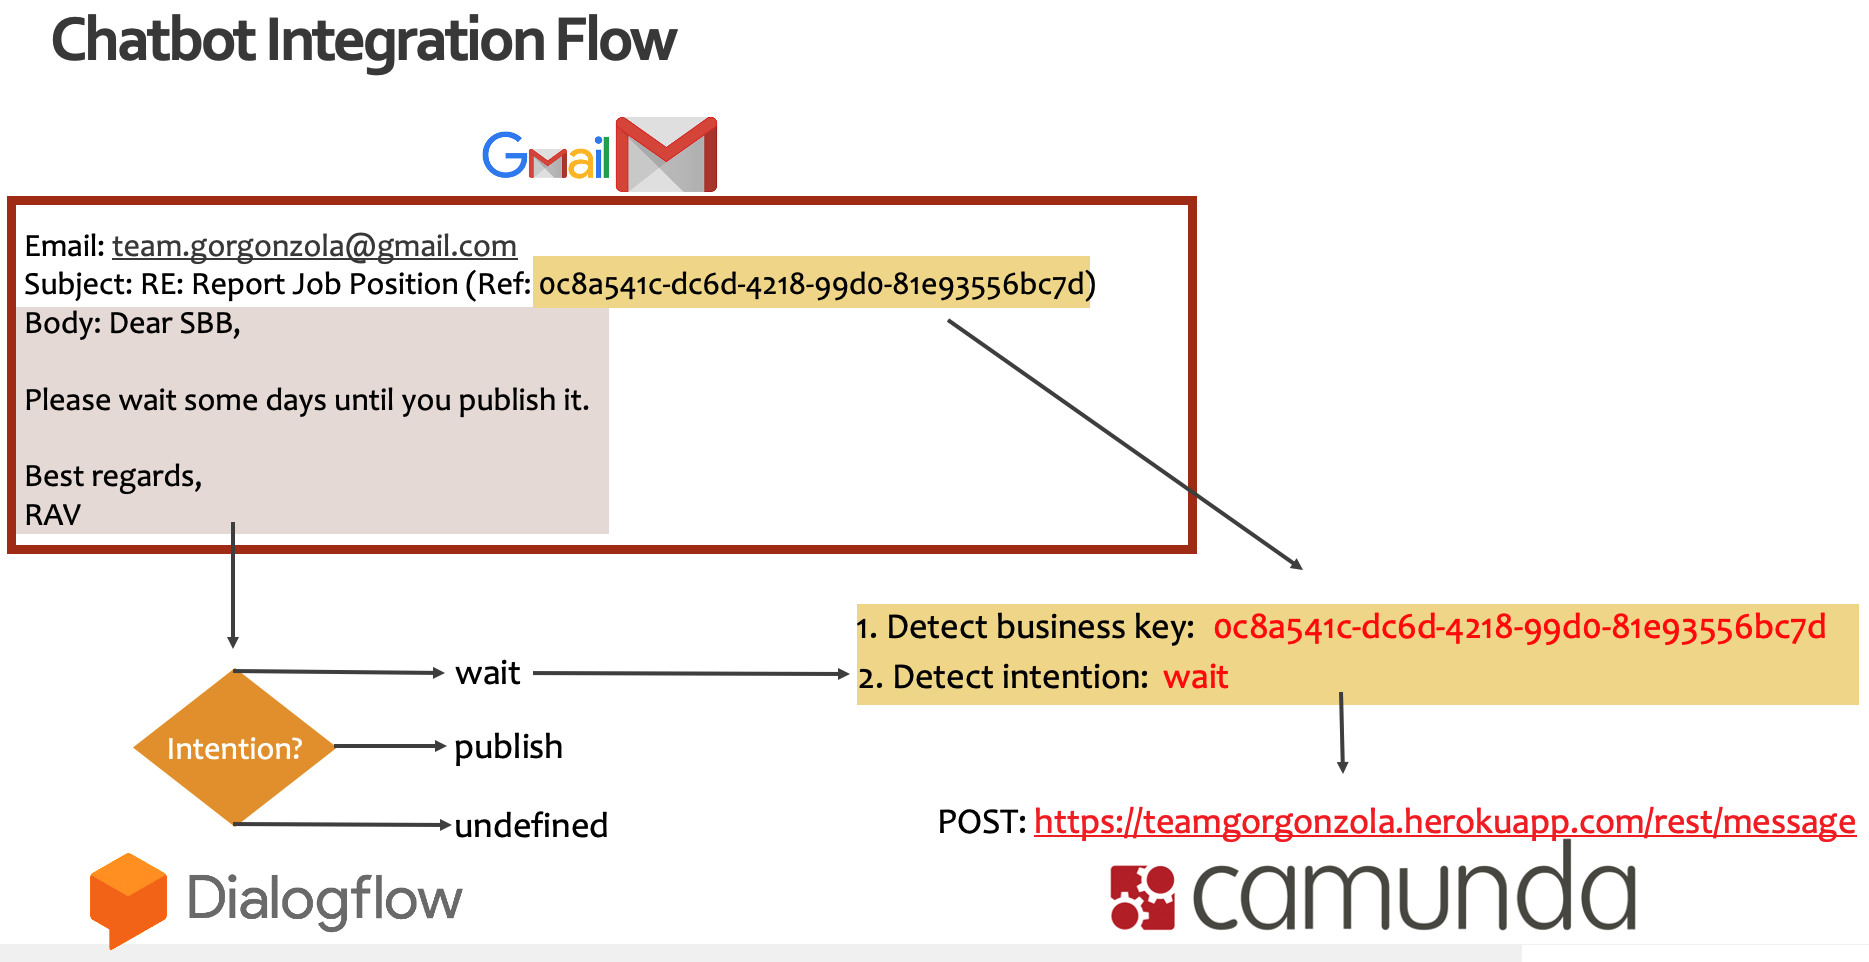 Chatbot Integration Flow
Gmail
Email: team.gorgonzola@gmail.com
Subject: RE: Report Job Position (Ref: 0c8a541c-dc6d-4218-99d0-81e93556bc7d)
Body: Dear SBB,
Please wait some days until you publish it.
Best regards,
RAV
1. Detect business key: 0c8a541c-dc6d-4218-99d0-81e93556bc7d
2. Detect intention: wait
wait
Intention?
publish
undefined
POST: https://teamgorgonzola.herokuapp.com/rest/message
Dialogflow
camunda